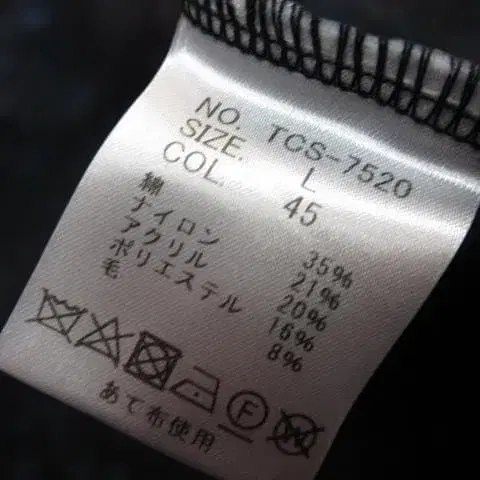 NO. TCS-7520
SIZE. L
COL. 45
綿 35%
ナイロン 21%
アクリル 20%
ポリエステル 16%
毛 8%
F W
あて布使用